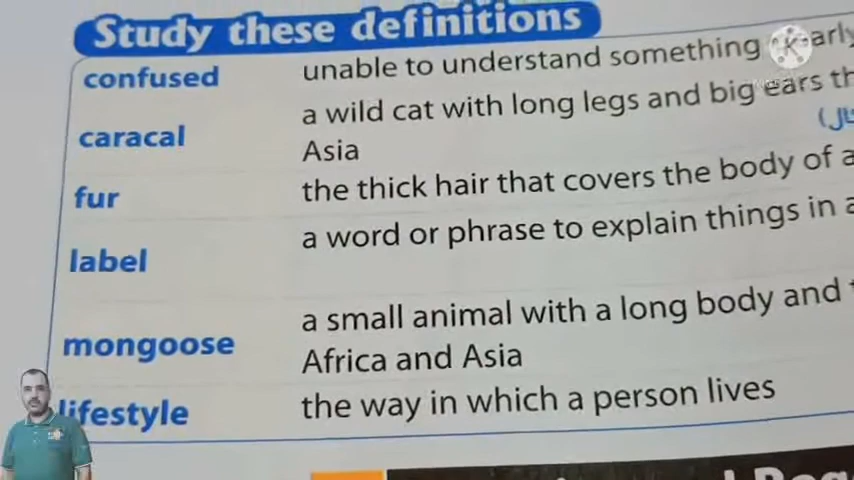 Study these definitions
confused unable to understand something
caracal a wild cat with long legs and big ears
Asia
fur the thick hair that covers the body of a
label a word or phrase to explain things in a
mongoose a small animal with a long body and
Africa and Asia
lifestyle the way in which a person lives